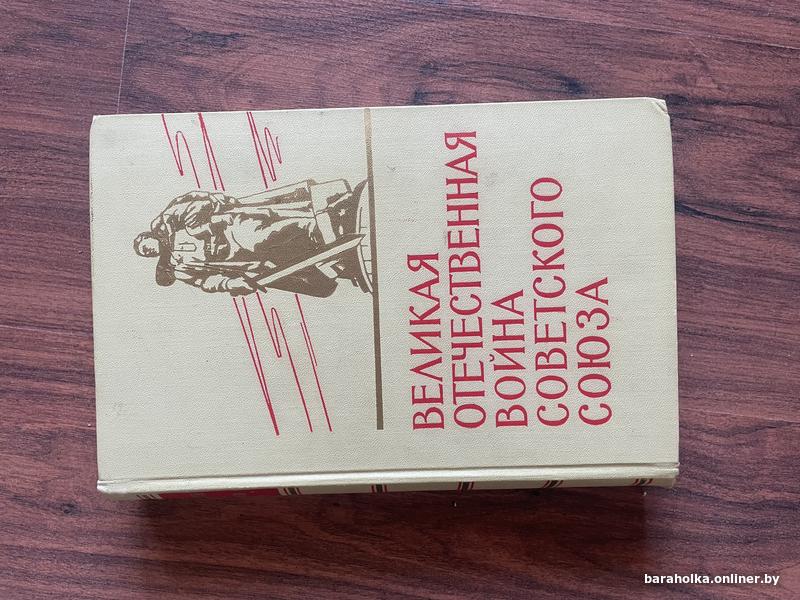 ВЕЛИКАЯ
ОТЕЧЕСТВЕННАЯ
ВОЙНА
СОВЕТСКОГО
СОЮЗА
baraholka.onliner.by